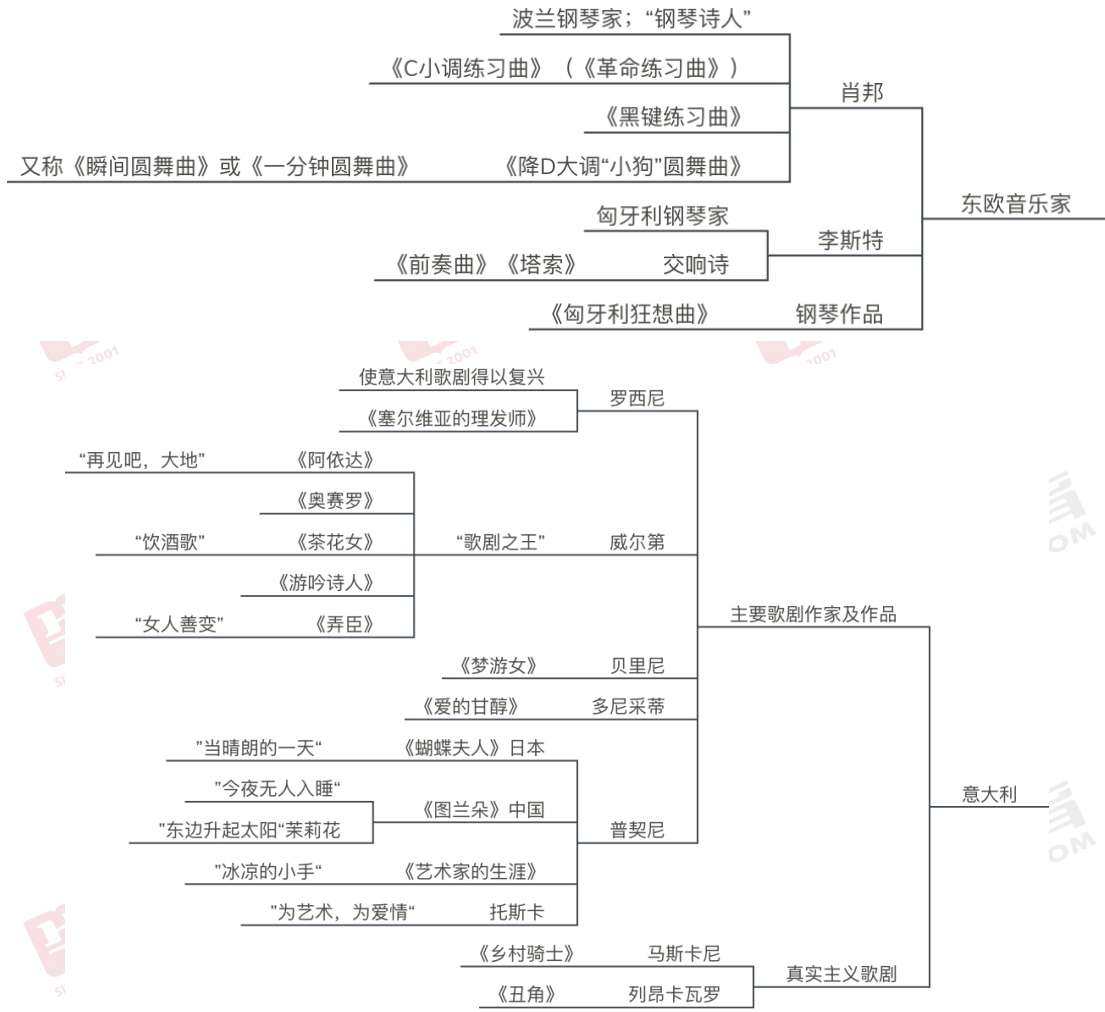 波兰钢琴家；“钢琴诗人”
《C小调练习曲》（《革命练习曲》）
肖邦
《黑键练习曲》
又称《瞬间圆舞曲》或《一分钟圆舞曲》 《降D大调“小狗”圆舞曲》
东欧音乐家
匈牙利钢琴家
李斯特
《前奏曲》《塔索》 交响诗
《匈牙利狂想曲》 钢琴作品
使意大利歌剧得以复兴
罗西尼
《塞尔维亚的理发师》
“再见吧，大地” 《阿依达》
《奥赛罗》
“饮酒歌” 《茶花女》 “歌剧之王” 威尔第
《游吟诗人》
“女人善变” 《弄臣》
主要歌剧作家及作品
《梦游女》 贝里尼
《爱的甘醇》 多尼采蒂
”当晴朗的一天“ 《蝴蝶夫人》日本
”今夜无人入睡“
《图兰朵》中国
意大利
”东边升起太阳“茉莉花
普契尼
”冰凉的小手“ 《艺术家的生涯》
”为艺术，为爱情“ 托斯卡
《乡村骑士》 马斯卡尼
真实主义歌剧
《丑角》 列昂卡瓦罗